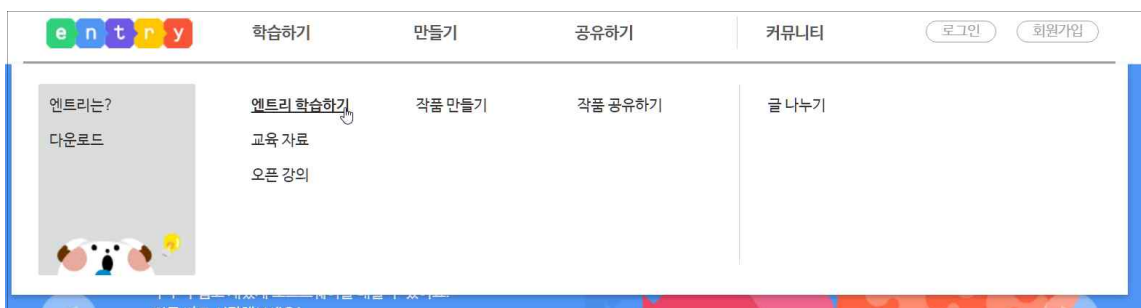 entry 학습하기 만들기 공유하기 커뮤니티 로그인 회원가입
엔트리는? 엔트리 학습하기 작품 만들기 작품 공유하기 글 나누기
다운로드 교육 자료
오픈 강의